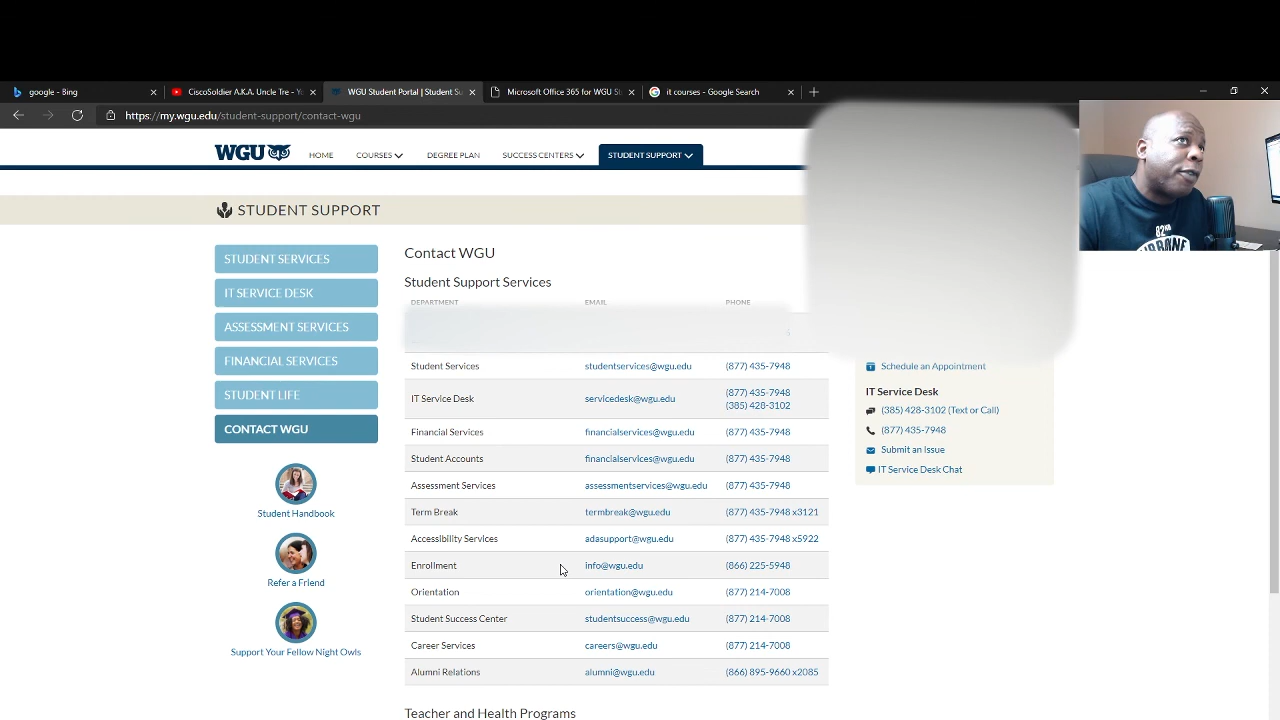 google - Bing
CiscoSoldier A.K.A. Uncle Tre - Y
WGU Student Portal | Student Su
Microsoft Office 365 for WGU St
it courses - Google Search
https://my.wgu.edu/student-support/contact-wgu
WGU
HOME
COURSES
DEGREE PLAN
SUCCESS CENTERS
STUDENT SUPPORT
STUDENT SUPPORT
STUDENT SERVICES
IT SERVICE DESK
ASSESSMENT SERVICES
FINANCIAL SERVICES
STUDENT LIFE
CONTACT WGU
Student Handbook
Refer a Friend
Support Your Fellow Night Owls
Contact WGU
Student Support Services
DEPARTMENT EMAIL PHONE
Student Services studentservices@wgu.edu (877) 435-7948
IT Service Desk servicedesk@wgu.edu (877) 435-7948
(385) 428-3102
Financial Services financialservices@wgu.edu (877) 435-7948
Student Accounts financialservices@wgu.edu (877) 435-7948
Assessment Services assessmentservices@wgu.edu (877) 435-7948
Term Break termbreak@wgu.edu (877) 435-7948 x3121
Accessibility Services adasupport@wgu.edu (877) 435-7948 x5922
Enrollment info@wgu.edu (866) 225-5948
Orientation orientation@wgu.edu (877) 214-7008
Student Success Center studentsuccess@wgu.edu (877) 214-7008
Career Services careers@wgu.edu (877) 214-7008
Alumni Relations alumni@wgu.edu (866) 895-9660 x2085
Teacher and Health Programs
Schedule an Appointment
IT Service Desk
(385) 428-3102 (Text or Call)
(877) 435-7948
Submit an Issue
IT Service Desk Chat
82nd